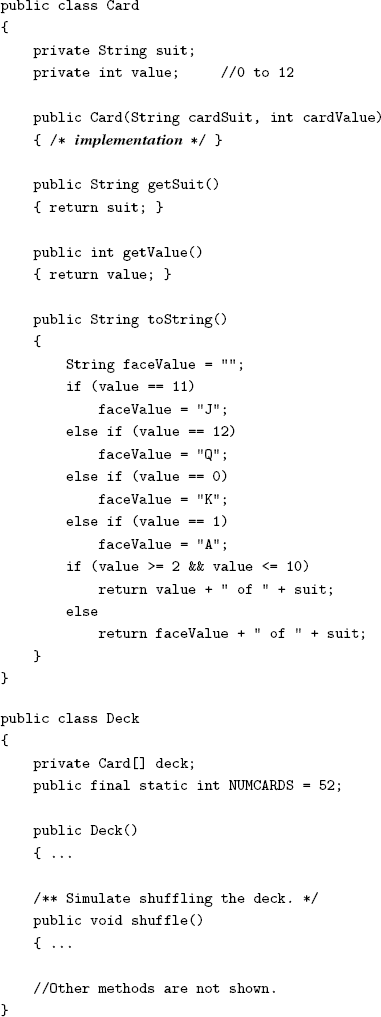 public class Card
{
    private String suit;
    private int value;     //0 to 12

    public Card(String cardSuit, int cardValue)
    { /* implementation */ }

    public String getSuit()
    { return suit; }

    public int getValue()
    { return value; }

    public String toString()
    {
        String faceValue = "";
        if (value == 11)
            faceValue = "J";
        else if (value == 12)
            faceValue = "Q";
        else if (value == 0)
            faceValue = "K";
        else if (value == 1)
            faceValue = "A";
        if (value >= 2 && value <= 10)
            return value + " of " + suit;
        else
            return faceValue + " of " + suit;
    }
}

public class Deck
{
    private Card[] deck;
    public final static int NUMCARDS = 52;

    public Deck()
    { ...

    /** Simulate shuffling the deck. */
    public void shuffle()
    { ...

    //Other methods are not shown.
}